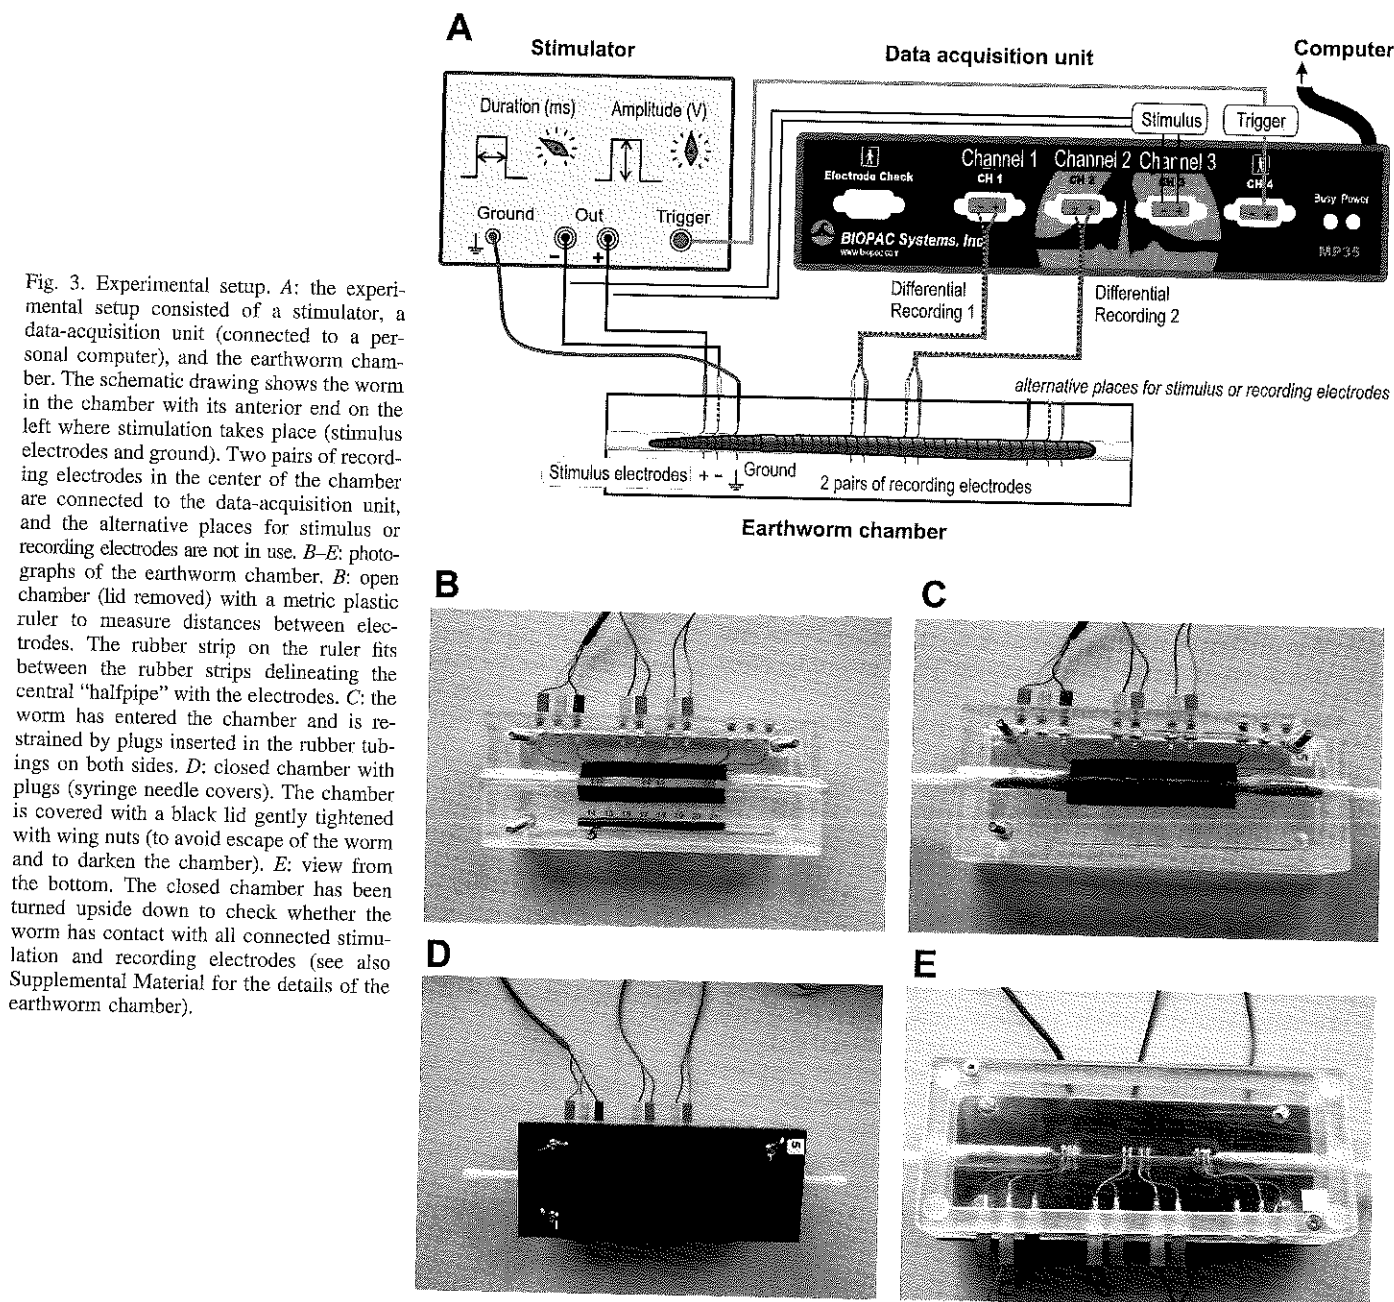 A
Stimulator
Data acquisition unit
Computer
Duration (ms)
Amplitude (V)
Stimulus
Trigger
Channel 1
Channel 2
Channel 3
Electrode Check
CH 1
CH 2
CH 3
CH 4
Busy Power
Ground
Out
Trigger
- +
BIOPAC Systems, Inc
www.biopac.com
MP35
Differential
Recording 1
Differential
Recording 2
alternative places for stimulus or recording electrodes
Stimulus electrodes + -
Ground
2 pairs of recording electrodes
Earthworm chamber
Fig. 3. Experimental setup. A: the experi-
mental setup consisted of a stimulator, a
data-acquisition unit (connected to a per-
sonal computer), and the earthworm cham-
ber. The schematic drawing shows the worm
in the chamber with its anterior end on the
left where stimulation takes place (stimulus
electrodes and ground). Two pairs of record-
ing electrodes in the center of the chamber
are connected to the data-acquisition unit,
and the alternative places for stimulus or
recording electrodes are not in use. B–E: photo-
graphs of the earthworm chamber. B: open
chamber (lid removed) with a metric plastic
ruler to measure distances between elec-
trodes. The rubber strip on the ruler fits
between the rubber strips delineating the
central "halfpipe" with the electrodes. C: the
worm has entered the chamber and is re-
strained by plugs inserted in the rubber tub-
ings on both sides. D: closed chamber with
plugs (syringe needle covers). The chamber
is covered with a black lid gently tightened
with wing nuts (to avoid escape of the worm
and to darken the chamber). E: view from
the bottom. The closed chamber has been
turned upside down to check whether the
worm has contact with all connected stimu-
lation and recording electrodes (see also
Supplemental Material for the details of the
earthworm chamber).
B
C
D
E